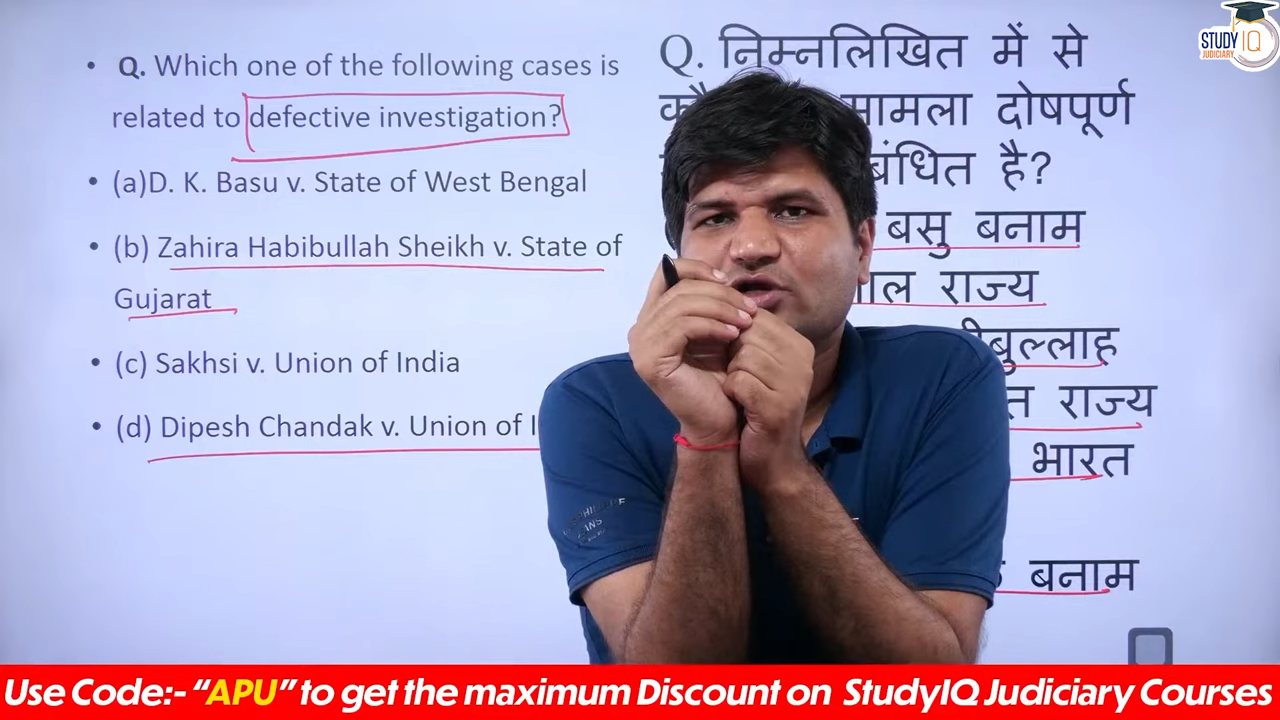 STUDY IQ
JUDICIARY
• Q. Which one of the following cases is
related to defective investigation?
• (a)D. K. Basu v. State of West Bengal
• (b) Zahira Habibullah Sheikh v. State of
Gujarat
• (c) Sakhsi v. Union of India
• (d) Dipesh Chandak v. Union of
Q. निम्नलिखित में से
मामला दोषपूर्ण
है?
बसु बनाम
राज्य
राज्य
भारत
बनाम
Use Code:- “APU” to get the maximum Discount on StudyIQ Judiciary Courses